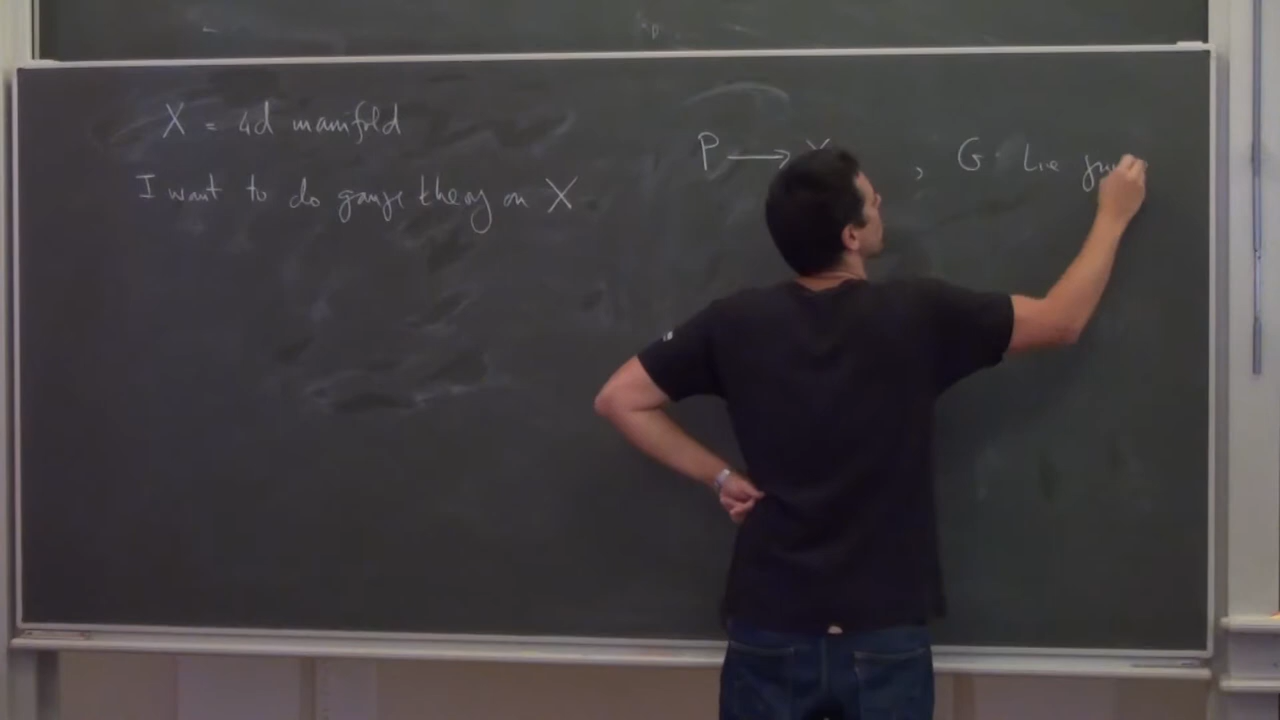 X = 4d manifold
I want to do gauge theory on X
P ⟶ X , G Lie